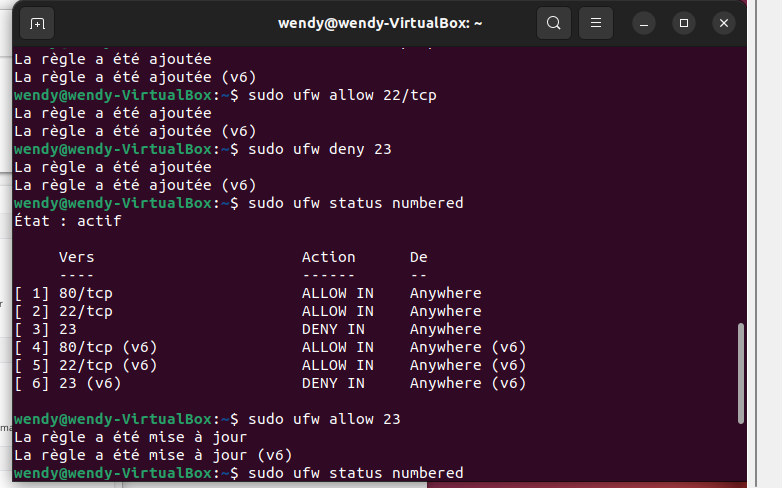 wendy@wendy-VirtualBox: ~
La règle a été ajoutée
La règle a été ajoutée (v6)
wendy@wendy-VirtualBox:~$ sudo ufw allow 22/tcp
La règle a été ajoutée
La règle a été ajoutée (v6)
wendy@wendy-VirtualBox:~$ sudo ufw deny 23
La règle a été ajoutée
La règle a été ajoutée (v6)
wendy@wendy-VirtualBox:~$ sudo ufw status numbered
État : actif
Vers Action De
---- ------ --
[ 1] 80/tcp ALLOW IN Anywhere
[ 2] 22/tcp ALLOW IN Anywhere
[ 3] 23 DENY IN Anywhere
[ 4] 80/tcp (v6) ALLOW IN Anywhere (v6)
[ 5] 22/tcp (v6) ALLOW IN Anywhere (v6)
[ 6] 23 (v6) DENY IN Anywhere (v6)
wendy@wendy-VirtualBox:~$ sudo ufw allow 23
La règle a été mise à jour
La règle a été mise à jour (v6)
wendy@wendy-VirtualBox:~$ sudo ufw status numbered